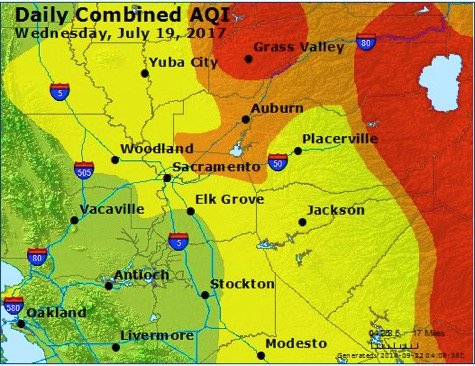 Daily Combined AQI
Wednesday, July 19, 2017
Grass Valley
80
Yuba City
5
Auburn
Placerville
Woodland
50
505
Sacramento
Elk Grove
Vacaville
Jackson
5
80
Antioch
Stockton
580
Oakland
17 Miles
Livermore
Modesto